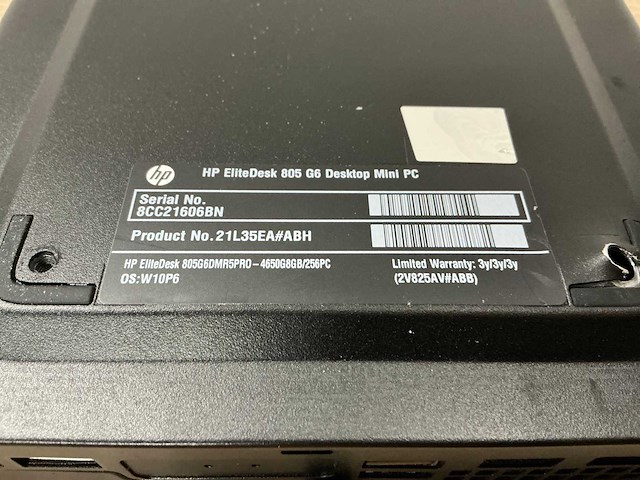 hp
HP EliteDesk 805 G6 Desktop Mini PC
Serial No.
8CC21606BN
Product No. 21L35EA#ABH
HP EliteDesk 805G6DMR5PRO-4650G8GB/256PC
OS:W10P6
Limited Warranty: 3y/3y/3y
(2V825AV#ABB)